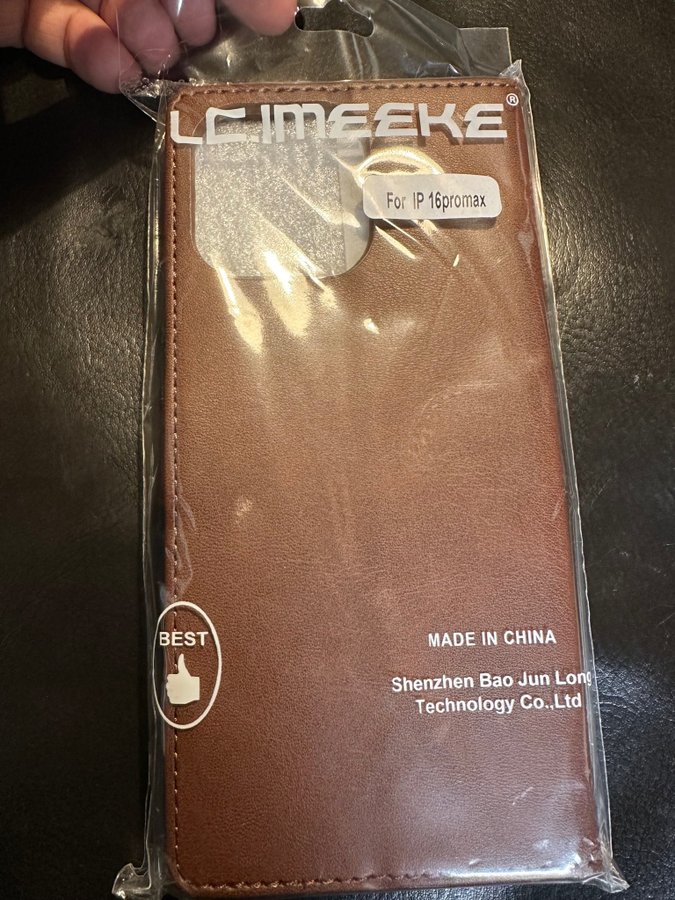 LC.IMEEKE®
For IP 16promax
BEST
MADE IN CHINA
Shenzhen Bao Jun Long
Technology Co.,Ltd